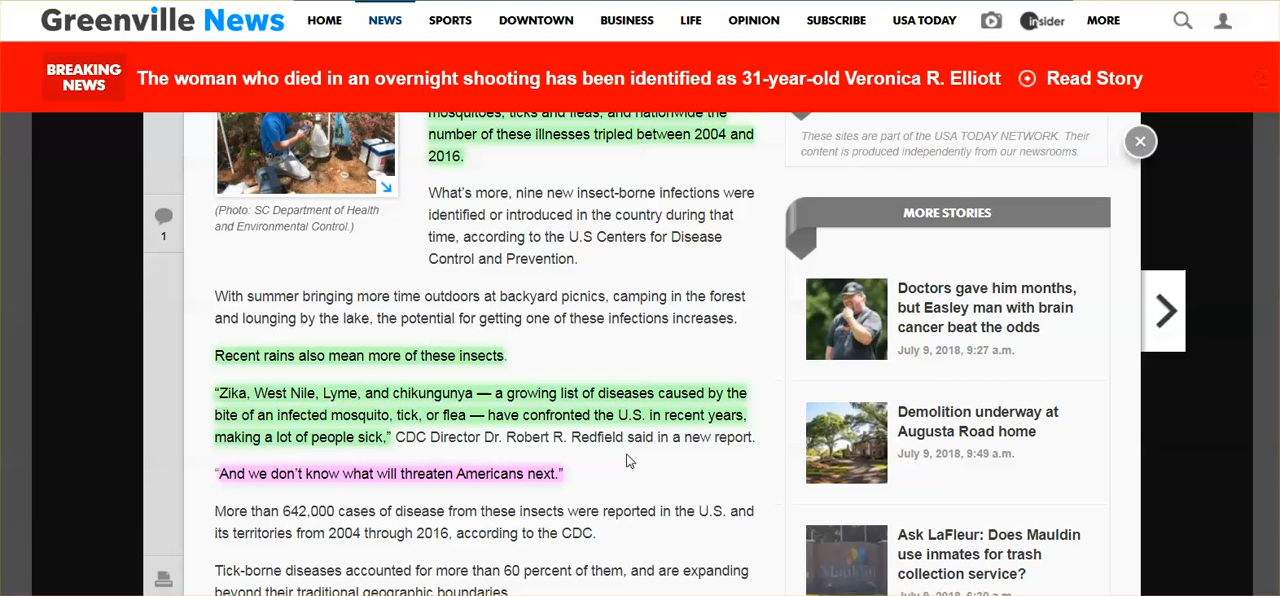 Greenville News
HOME NEWS SPORTS DOWNTOWN BUSINESS LIFE OPINION SUBSCRIBE USA TODAY insider MORE
BREAKING
NEWS
The woman who died in an overnight shooting has been identified as 31-year-old Veronica R. Elliott Read Story
mosquitoes, ticks and fleas, and nationwide the
number of these illnesses tripled between 2004 and
2016.
(Photo: SC Department of Health
and Environmental Control.)
1
What’s more, nine new insect-borne infections were
identified or introduced in the country during that
time, according to the U.S Centers for Disease
Control and Prevention.
With summer bringing more time outdoors at backyard picnics, camping in the forest
and lounging by the lake, the potential for getting one of these infections increases.
Recent rains also mean more of these insects.
“Zika, West Nile, Lyme, and chikungunya — a growing list of diseases caused by the
bite of an infected mosquito, tick, or flea — have confronted the U.S. in recent years,
making a lot of people sick,” CDC Director Dr. Robert R. Redfield said in a new report.
“And we don’t know what will threaten Americans next.”
More than 642,000 cases of disease from these insects were reported in the U.S. and
its territories from 2004 through 2016, according to the CDC.
Tick-borne diseases accounted for more than 60 percent of them, and are expanding
beyond their traditional geographic boundaries.
These sites are part of the USA TODAY NETWORK. Their
content is produced independently from our newsrooms.
MORE STORIES
Doctors gave him months,
but Easley man with brain
cancer beat the odds
July 9, 2018, 9:27 a.m.
Demolition underway at
Augusta Road home
July 9, 2018, 9:49 a.m.
Ask LaFleur: Does Mauldin
use inmates for trash
collection service?
July 9, 2018, 6:30 a.m.
Mauldin